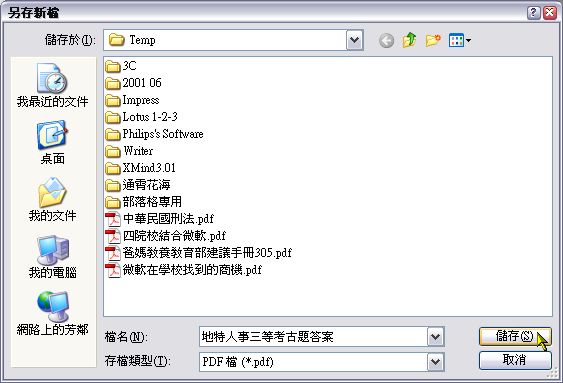 另存新檔
儲存於(I):
Temp
我最近的文件
桌面
我的文件
我的電腦
網路上的芳鄰
3C
2001 06
Impress
Lotus 1-2-3
Philips's Software
Writer
XMind3.01
通霄花海
部落格專用
中華民國刑法.pdf
四院校結合微軟.pdf
爸媽教養教育部建議手冊305.pdf
微軟在學校找到的商機.pdf
檔名(N):
地特人事三等考古題答案
儲存(S)
存檔類型(T):
PDF 檔 (*.pdf)
取消